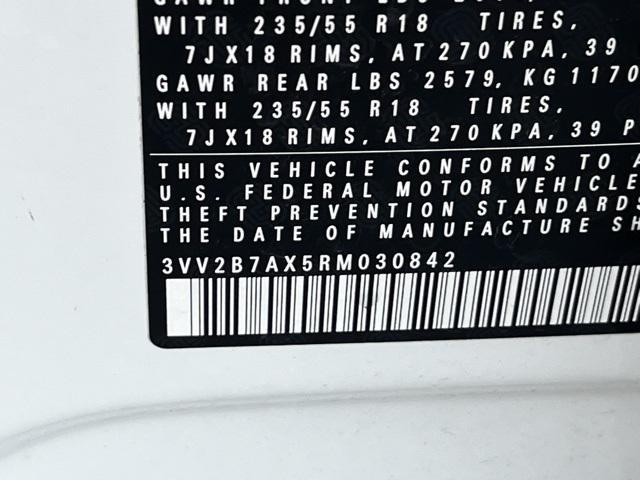 WITH 235/55 R18 TIRES,
7JX18 RIMS, AT 270 KPA, 39
GAWR REAR LBS 2579, KG 1170
WITH 235/55 R18 TIRES,
7JX18 RIMS, AT 270 KPA, 39 P
THIS VEHICLE CONFORMS TO A
U.S. FEDERAL MOTOR VEHICLE
THEFT PREVENTION STANDARDS
THE DATE OF MANUFACTURE SH
3VV2B7AX5RM030842